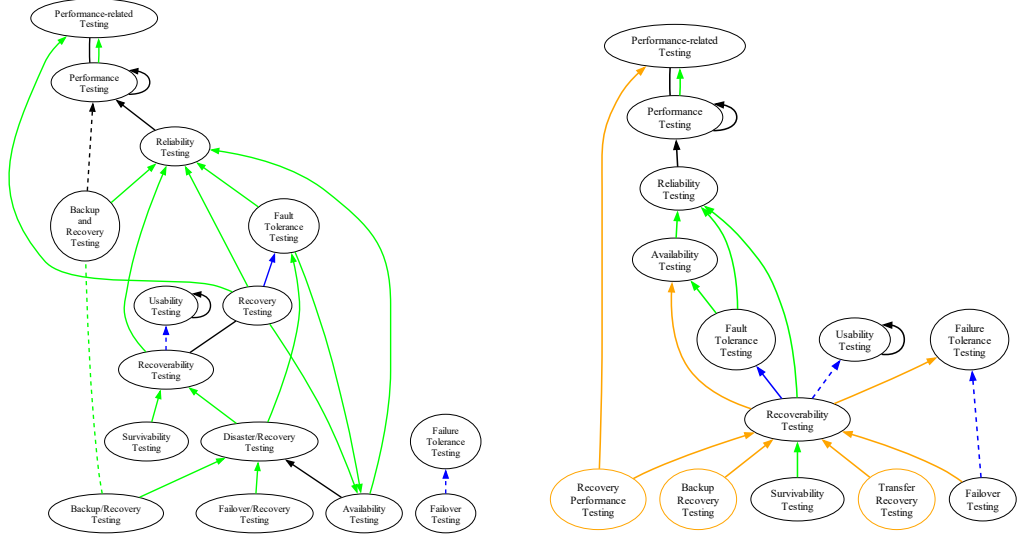 Performance-related
Testing
Performance
Testing
Reliability
Testing
Backup
and
Recovery
Testing
Fault
Tolerance
Testing
Usability
Testing
Recovery
Testing
Recoverability
Testing
Survivability
Testing
Disaster/Recovery
Testing
Failure
Tolerance
Testing
Backup/Recovery
Testing
Failover/Recovery
Testing
Availability
Testing
Failover
Testing
Performance-related
Testing
Performance
Testing
Reliability
Testing
Availability
Testing
Fault
Tolerance
Testing
Usability
Testing
Failure
Tolerance
Testing
Recoverability
Testing
Recovery
Performance
Testing
Backup
Recovery
Testing
Survivability
Testing
Transfer
Recovery
Testing
Failover
Testing